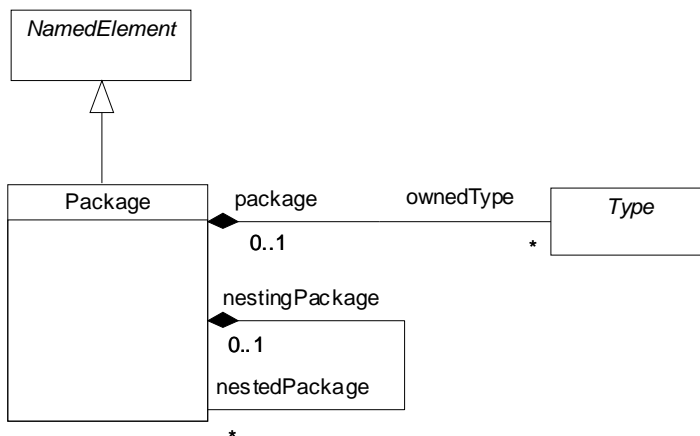 NamedElement
Package
package
ownedType
Type
0..1
*
nestingPackage
0..1
nestedPackage
*